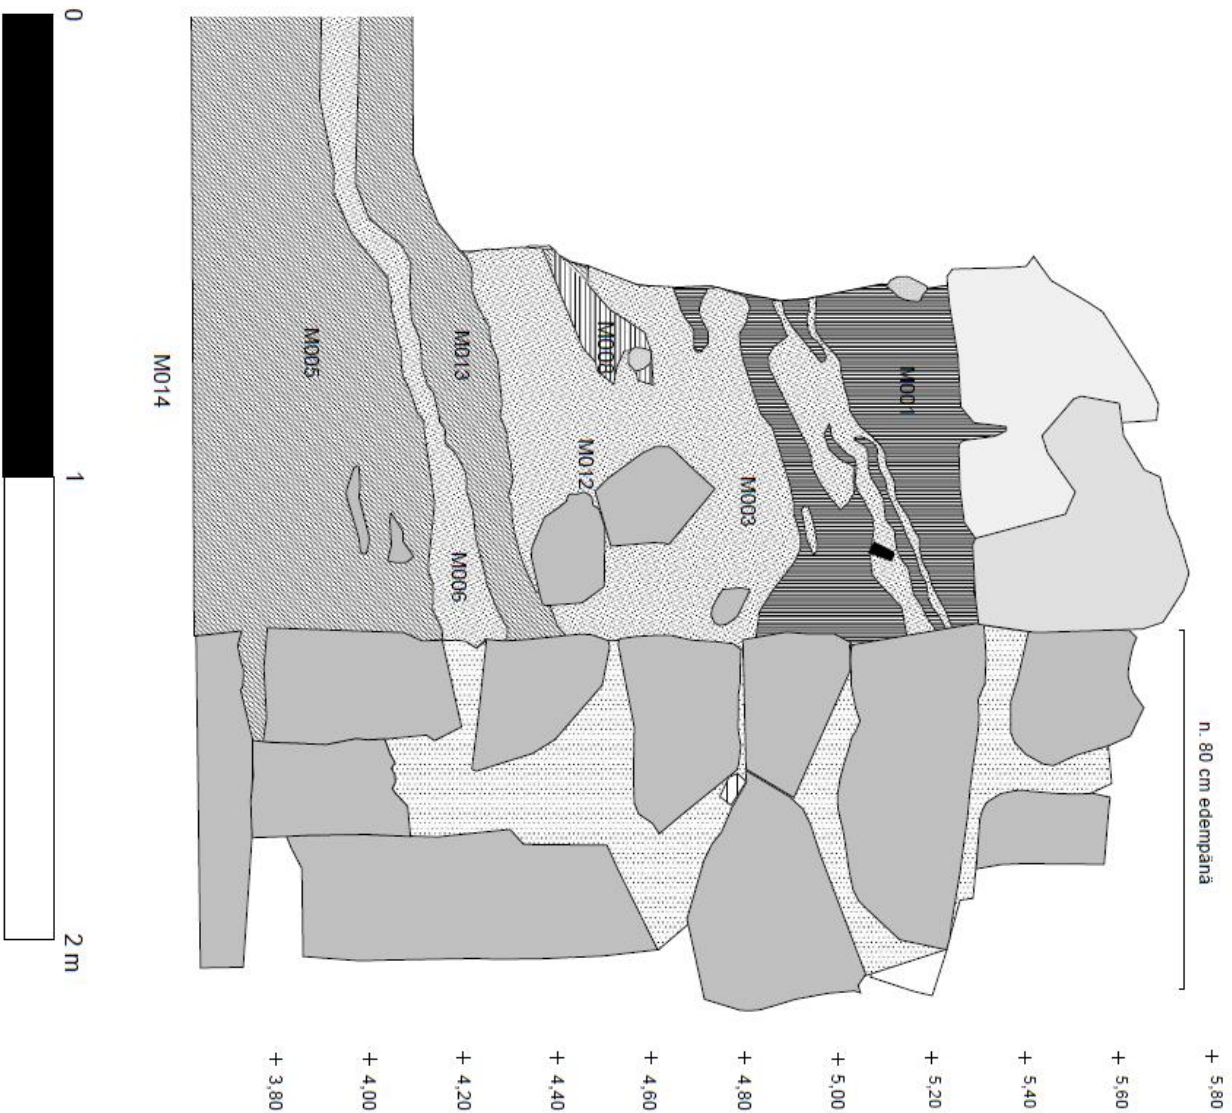 + 5,80
+ 5,60
+ 5,40
+ 5,20
+ 5,00
+ 4,80
+ 4,60
+ 4,40
+ 4,20
+ 4,00
+ 3,80
n. 80 cm edempänä
M001
M003
M008
M012
M013
M006
M005
M014
0
1
2 m